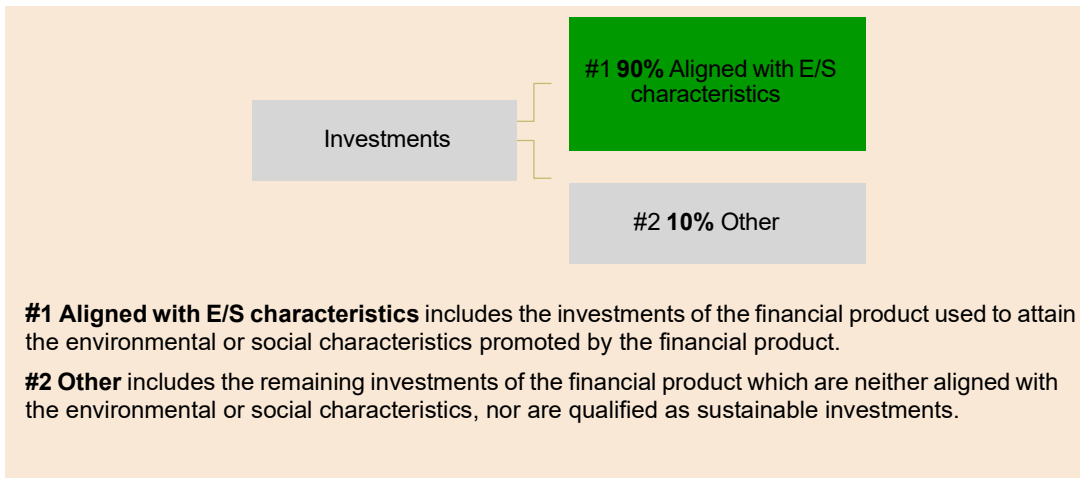 #1 90% Aligned with E/S
characteristics
Investments
#2 10% Other
#1 Aligned with E/S characteristics includes the investments of the financial product used to attain
the environmental or social characteristics promoted by the financial product.
#2 Other includes the remaining investments of the financial product which are neither aligned with
the environmental or social characteristics, nor are qualified as sustainable investments.